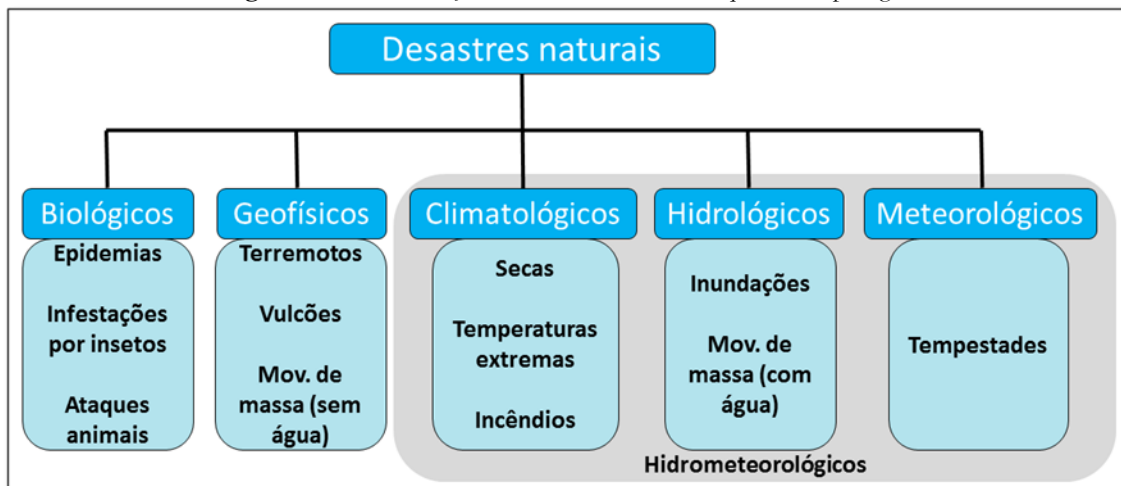 Desastres naturais
Biológicos
Epidemias
Infestações
por insetos
Ataques
animais
Geofísicos
Terremotos
Vulcões
Mov. de
massa (sem
água)
Climatológicos
Secas
Temperaturas
extremas
Incêndios
Hidrológicos
Inundações
Mov. de
massa (com
água)
Meteorológicos
Tempestades
Hidrometeorológicos